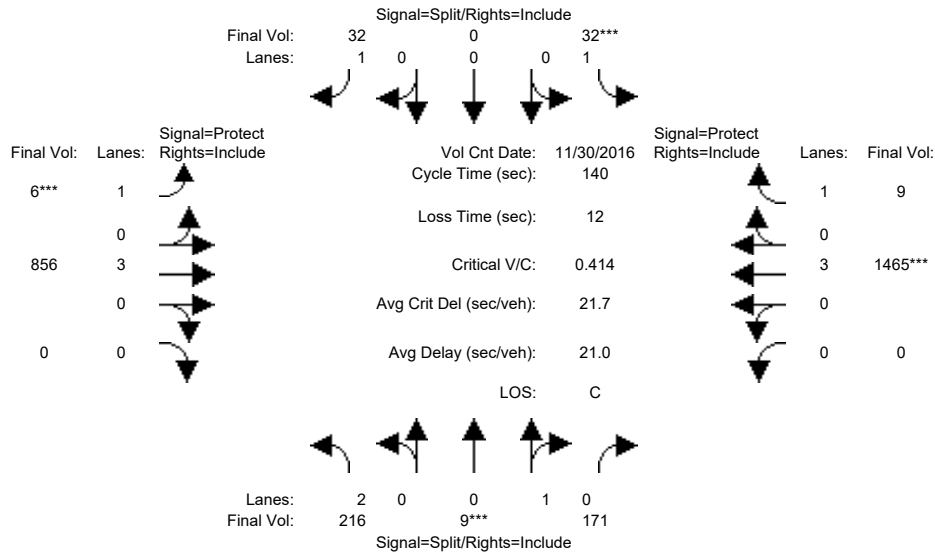 Signal=Split/Rights=Include
Final Vol: 32 0 32***
Lanes: 1 0 0 0 1
Signal=Protect Signal=Protect
Final Vol: Lanes: Rights=Include Vol Cnt Date: 11/30/2016 Rights=Include Lanes: Final Vol:
Cycle Time (sec): 140
6*** 1 1 9
Loss Time (sec): 12
0 0
856 3 Critical V/C: 0.414 3 1465***
0 Avg Crit Del (sec/veh): 21.7 0
0 0 Avg Delay (sec/veh): 21.0 0 0
LOS: C
Lanes: 2 0 0 1 0
Final Vol: 216 9*** 171
Signal=Split/Rights=Include